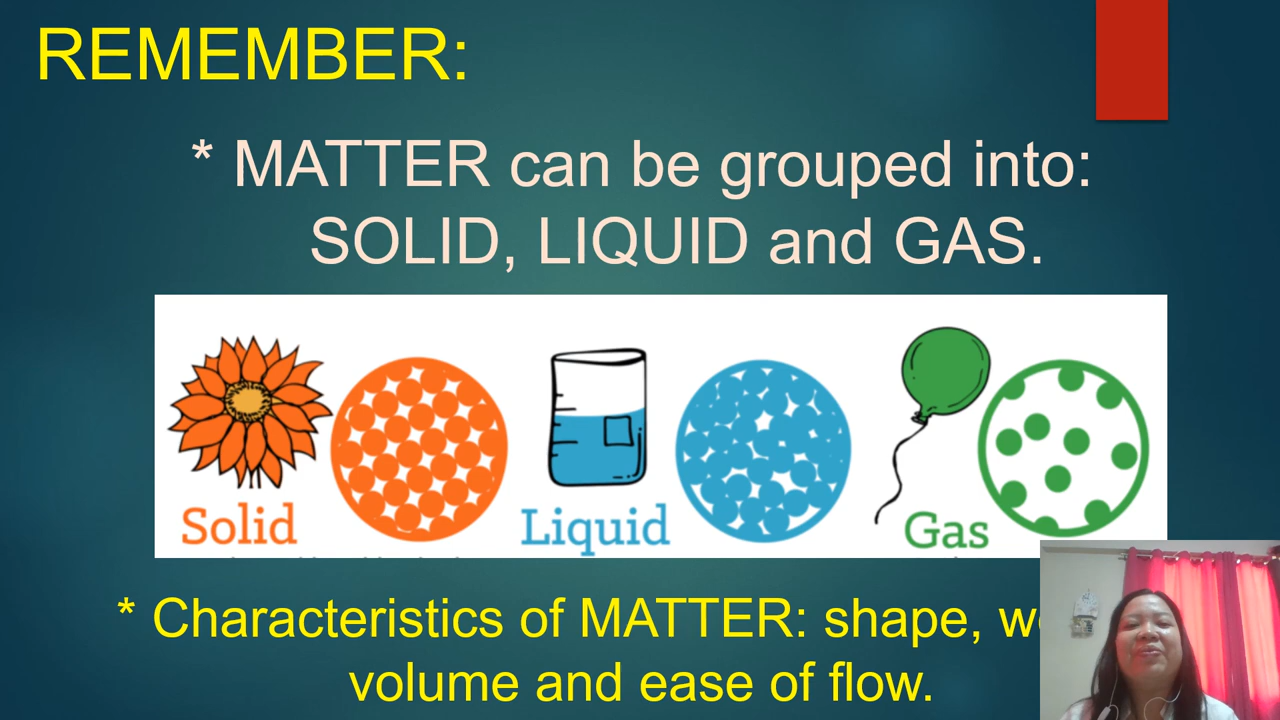 REMEMBER:
* MATTER can be grouped into:
SOLID, LIQUID and GAS.
Solid
Liquid
Gas
* Characteristics of MATTER: shape,
volume and ease of flow.